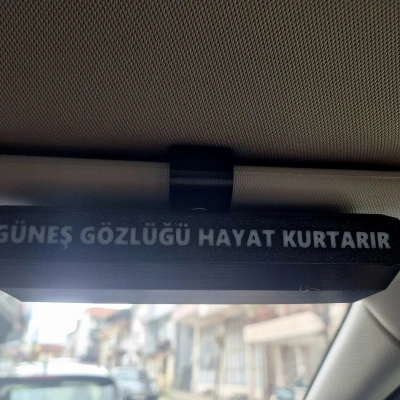 GÜNEŞ GÖZLÜĞÜ HAYAT KURTARIR